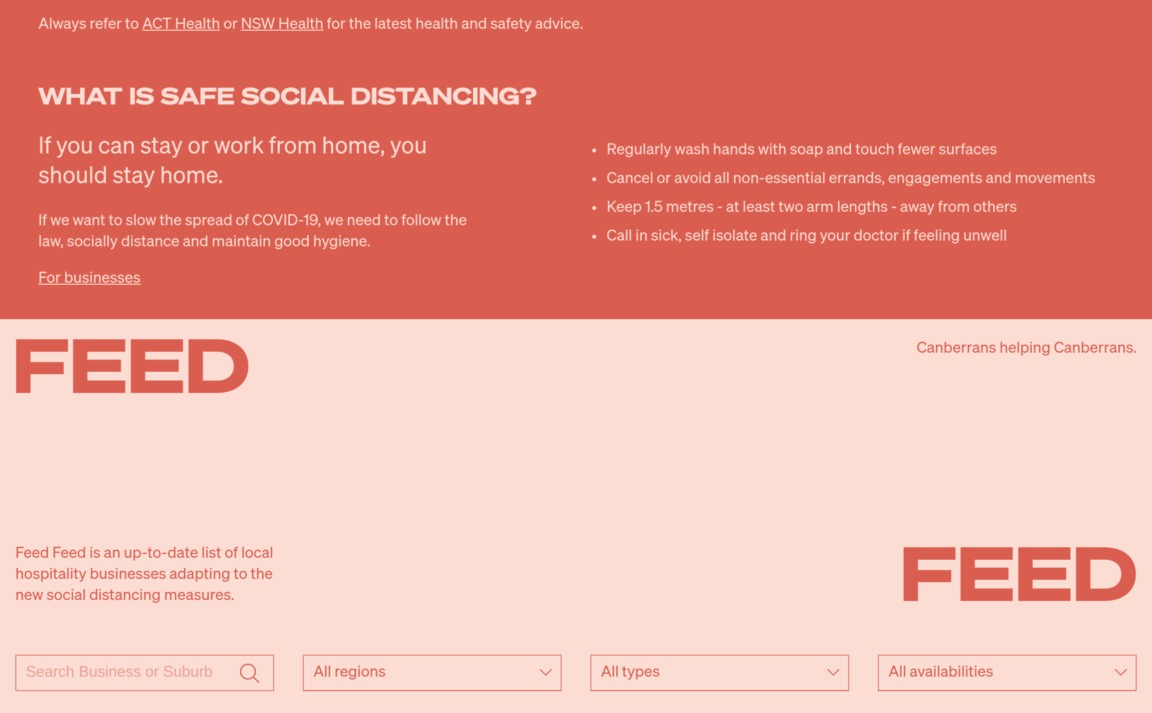 Always refer to ACT Health or NSW Health for the latest health and safety advice.
WHAT IS SAFE SOCIAL DISTANCING?
If you can stay or work from home, you
should stay home.
If we want to slow the spread of COVID-19, we need to follow the
law, socially distance and maintain good hygiene.
For businesses
• Regularly wash hands with soap and touch fewer surfaces
• Cancel or avoid all non-essential errands, engagements and movements
• Keep 1.5 metres - at least two arm lengths - away from others
• Call in sick, self isolate and ring your doctor if feeling unwell
FEED
Canberrans helping Canberrans.
Feed Feed is an up-to-date list of local
hospitality businesses adapting to the
new social distancing measures.
FEED
Search Business or Suburb
All regions
All types
All availabilities